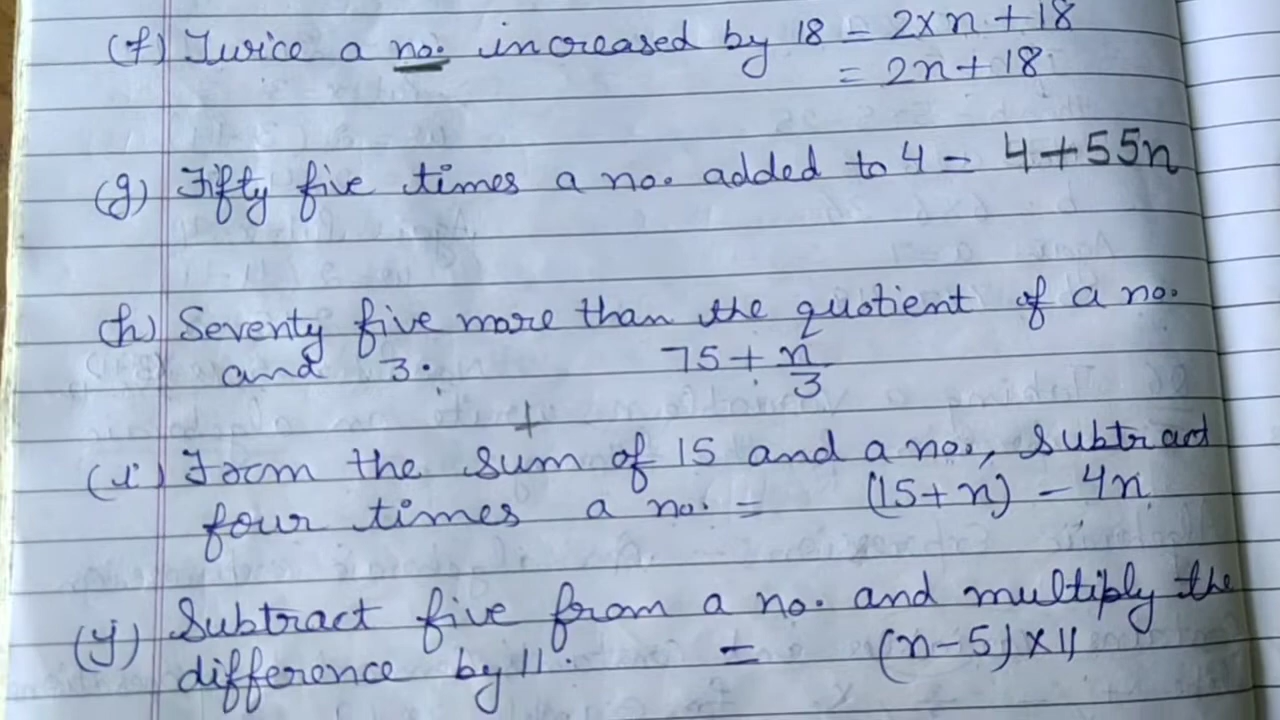 (f) Twice a no. increased by 18 = 2×n + 18
= 2n + 18
(g) Fifty five times a no. added to 4 = 4+55n
(h) Seventy five more than the quotient of a no.
and 3. 75 + n/3
+
(i) Form the sum of 15 and a no., subtract
four times a no. = (15+n) - 4n
(j) Subtract five from a no. and multiply the
difference by 11. = (n-5)×11